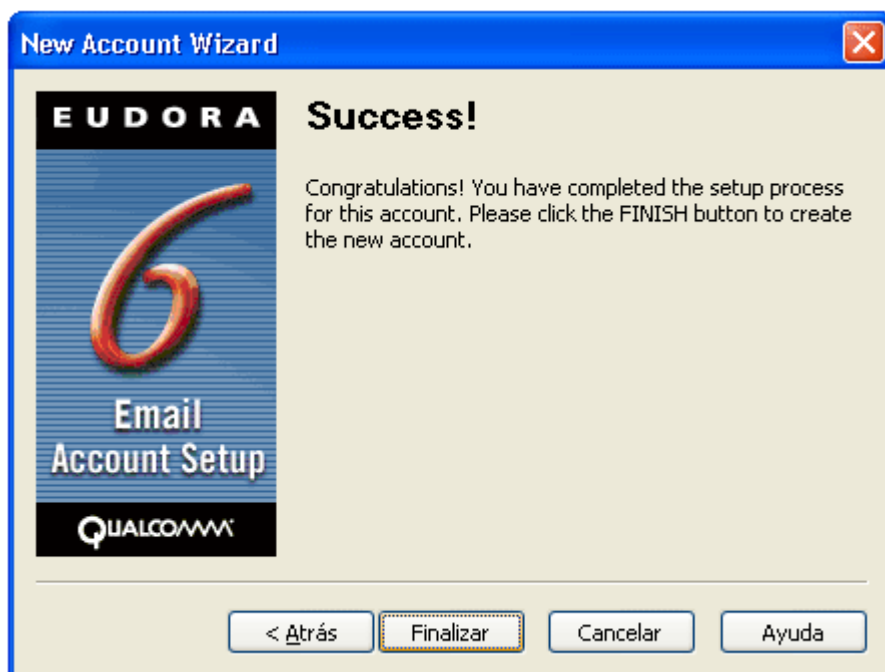 New Account Wizard
EUDORA
6
Email
Account Setup
QUALCOMM
Success!
Congratulations! You have completed the setup process
for this account. Please click the FINISH button to create
the new account.
< Atrás
Finalizar
Cancelar
Ayuda